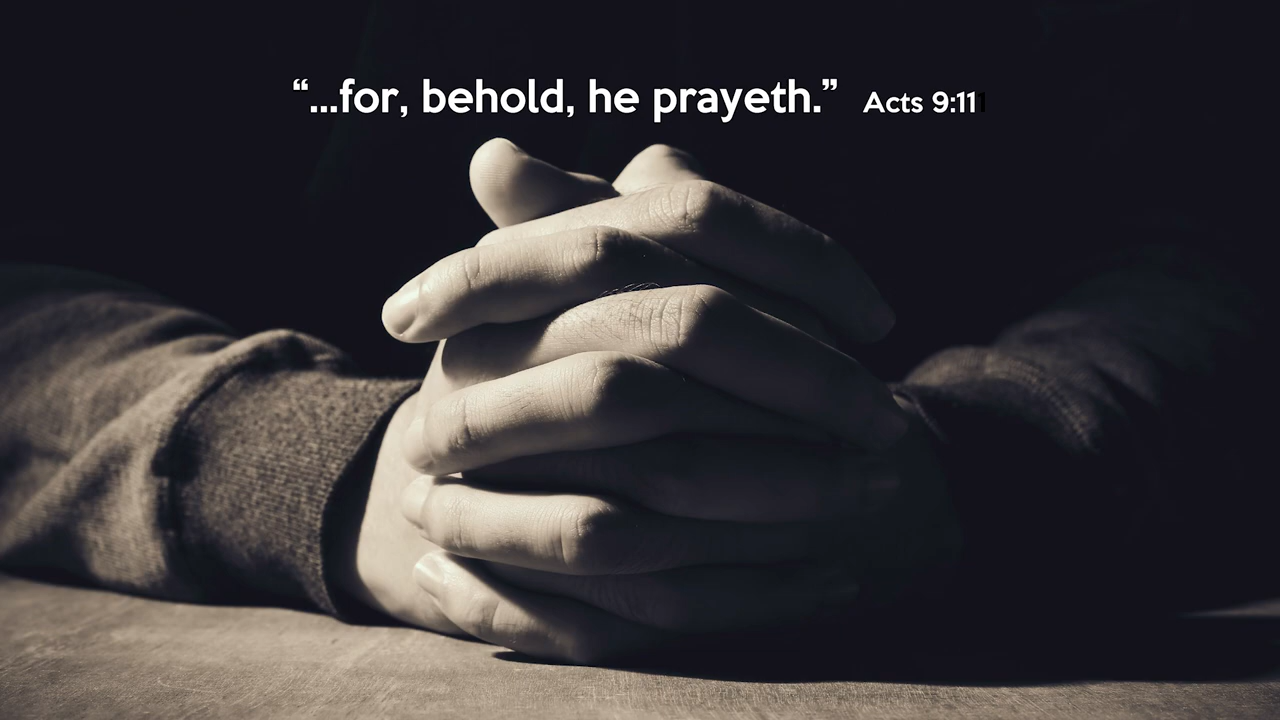 “...for, behold, he prayeth.” Acts 9:11